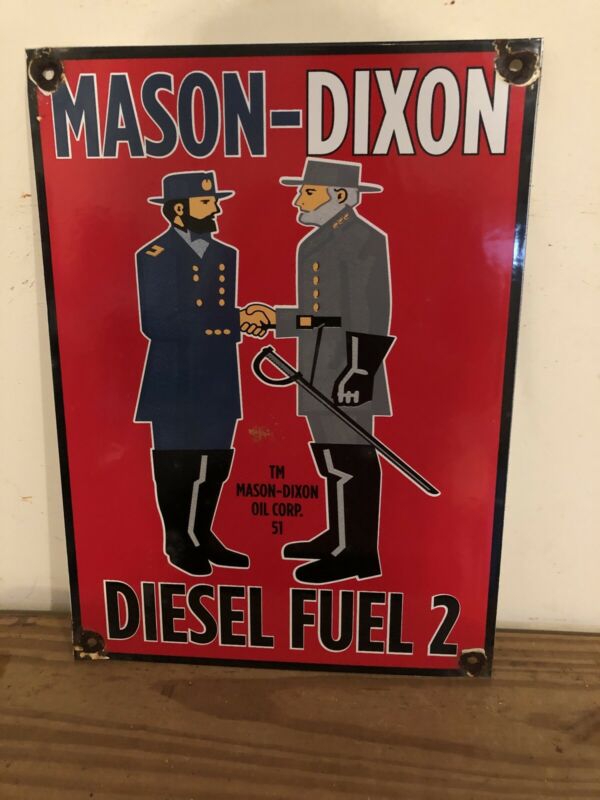 MASON-DIXON
TM
MASON-DIXON
OIL CORP.
51
DIESEL FUEL 2